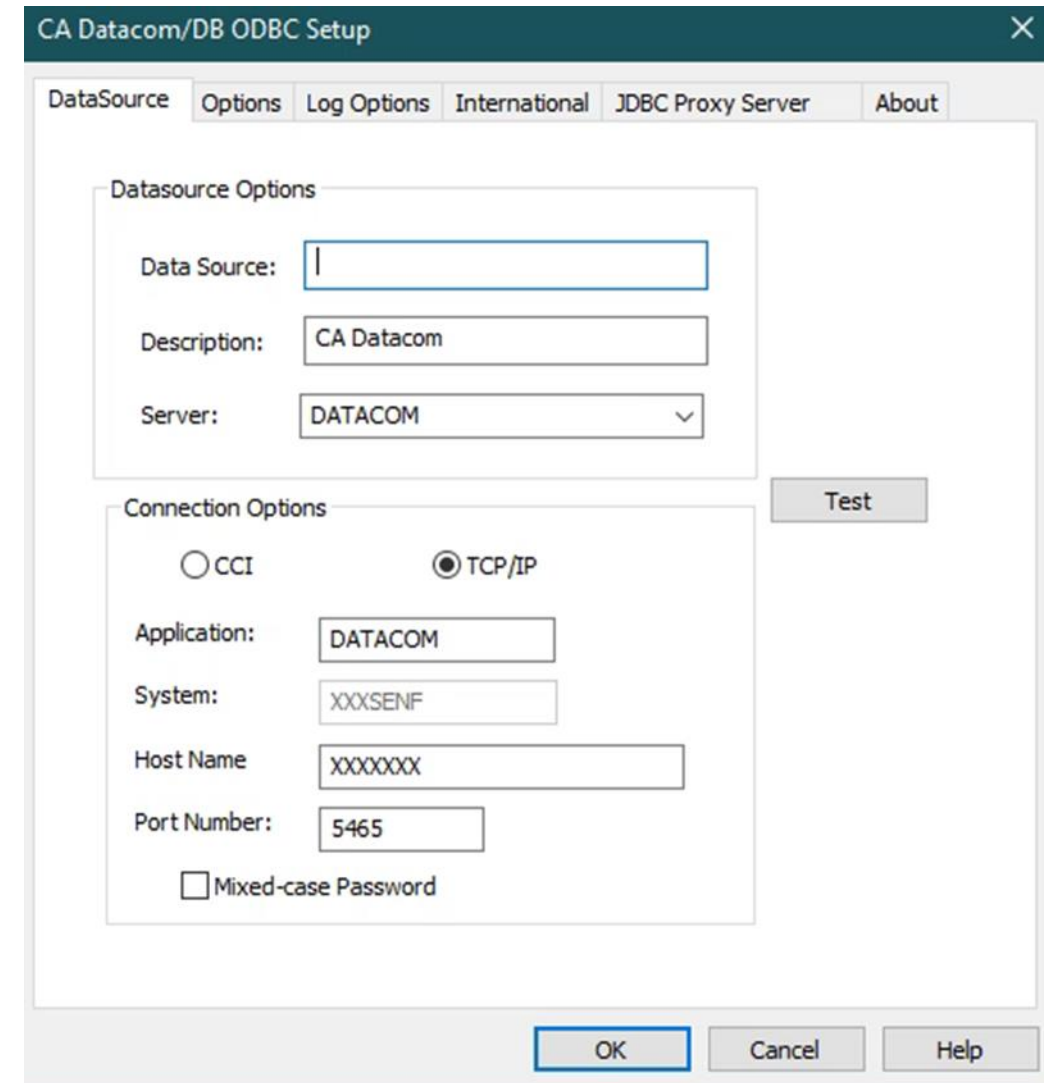 CA Datacom/DB ODBC Setup
DataSource Options Log Options International JDBC Proxy Server About
Datasource Options
Data Source:
Description: CA Datacom
Server: DATACOM
Test
Connection Options
CCI TCP/IP
Application: DATACOM
System: XXXSENF
Host Name XXXXXXX
Port Number: 5465
Mixed-case Password
OK Cancel Help